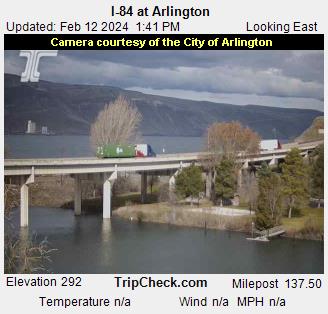 I-84 at Arlington
Updated: Feb 12 2024 1:41 PM Looking East
Camera courtesy of the City of Arlington
Elevation 292 TripCheck.com Milepost 137.50
Temperature n/a Wind n/a MPH n/a